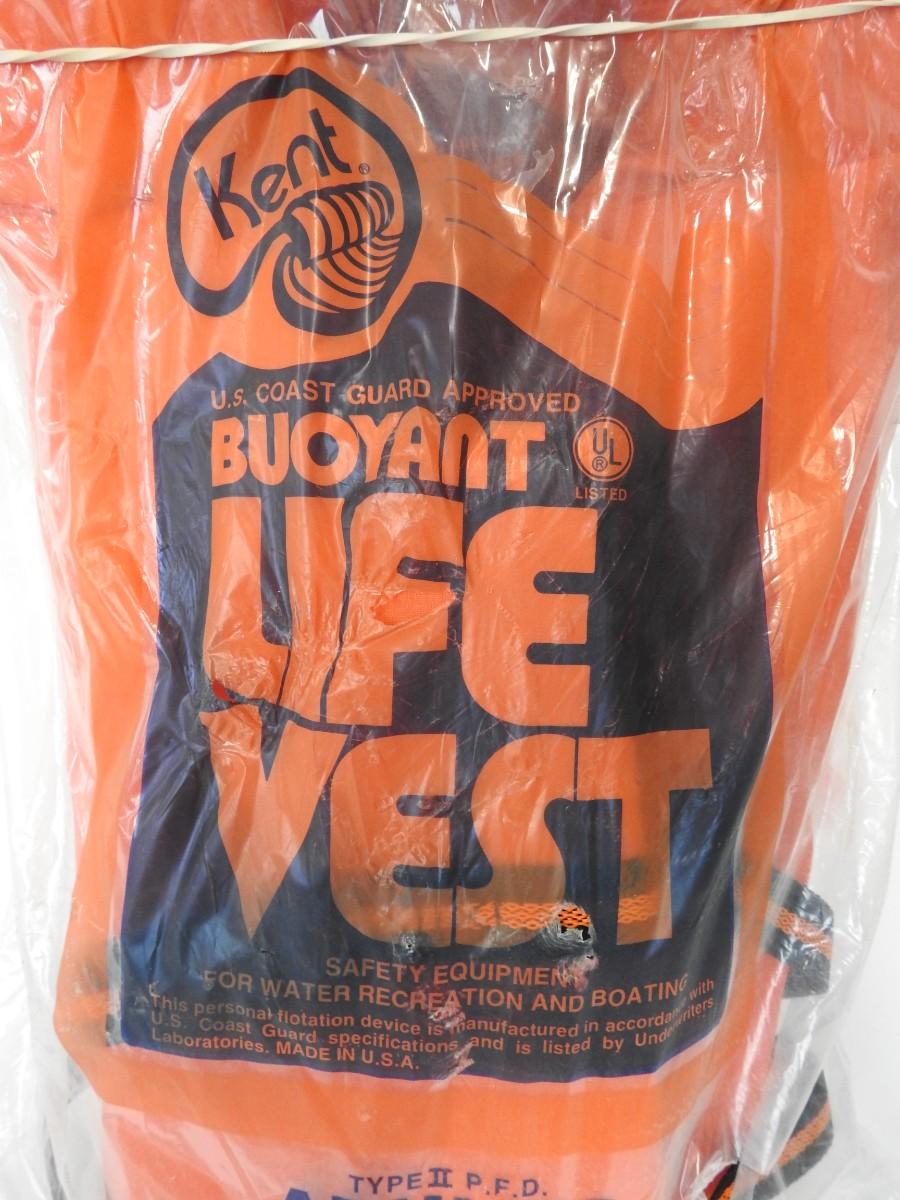 Kent®
U.S. COAST GUARD APPROVED
BUOYANT
UL®
LISTED
LIFE
VEST
SAFETY EQUIPMENT
FOR WATER RECREATION AND BOATING
This personal flotation device is manufactured in accordance with
U.S. Coast Guard specifications and is listed by Underwriters
Laboratories. MADE IN U.S.A.
TYPE II P.F.D.